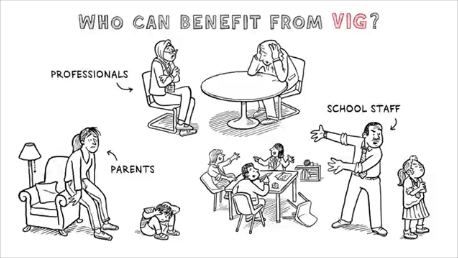 WHO CAN BENEFIT FROM VIG?
PROFESSIONALS
SCHOOL STAFF
PARENTS